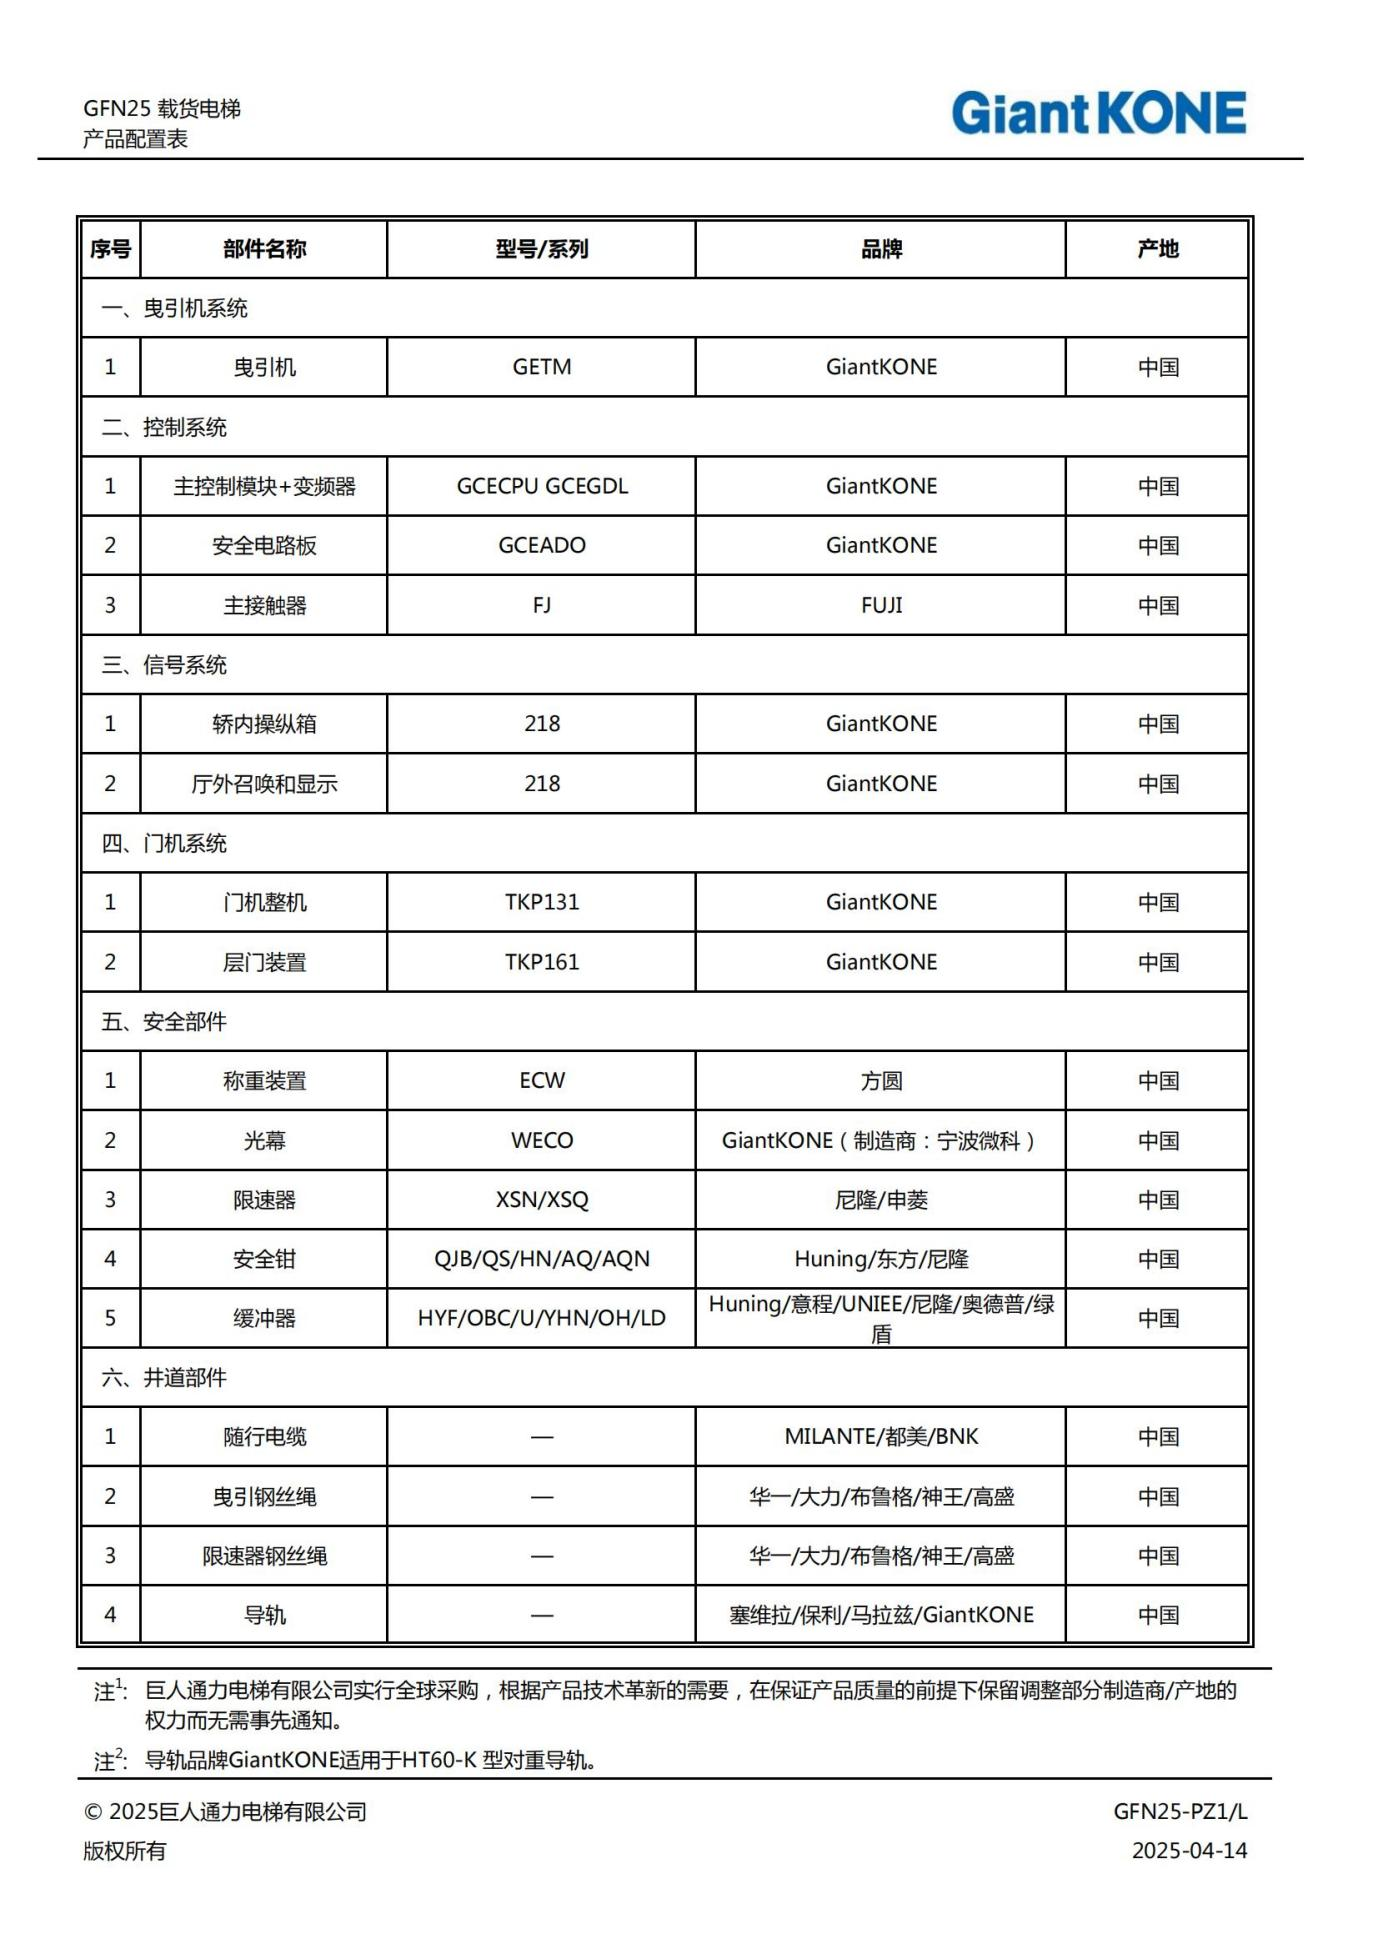 GFN25 载货电梯
产品配置表
GiantKONE
序号 部件名称 型号/系列 品牌 产地
一、曳引机系统
1 曳引机 GETM GiantKONE 中国
二、控制系统
1 主控制模块+变频器 GCECPU GCEGDL GiantKONE 中国
2 安全电路板 GCEADO GiantKONE 中国
3 主接触器 FJ FUJI 中国
三、信号系统
1 轿内操纵箱 218 GiantKONE 中国
2 厅外召唤和显示 218 GiantKONE 中国
四、门机系统
1 门机整机 TKP131 GiantKONE 中国
2 层门装置 TKP161 GiantKONE 中国
五、安全部件
1 称重装置 ECW 方圆 中国
2 光幕 WECO GiantKONE（制造商：宁波微科） 中国
3 限速器 XSN/XSQ 尼隆/申菱 中国
4 安全钳 QJB/QS/HN/AQ/AQN Huning/东方/尼隆 中国
5 缓冲器 HYF/OBC/U/YHN/OH/LD Huning/意程/UNIEE/尼隆/奥德普/绿
盾 中国
六、井道部件
1 随行电缆 — MILANTE/都美/BNK 中国
2 曳引钢丝绳 — 华一/大力/布鲁格/神王/高盛 中国
3 限速器钢丝绳 — 华一/大力/布鲁格/神王/高盛 中国
4 导轨 — 塞维拉/保利/马拉兹/GiantKONE 中国
注1: 巨人通力电梯有限公司实行全球采购，根据产品技术革新的需要，在保证产品质量的前提下保留调整部分制造商/产地的
权力而无需事先通知。
注2: 导轨品牌GiantKONE适用于HT60-K 型对重导轨。
© 2025巨人通力电梯有限公司 GFN25-PZ1/L
版权所有 2025-04-14